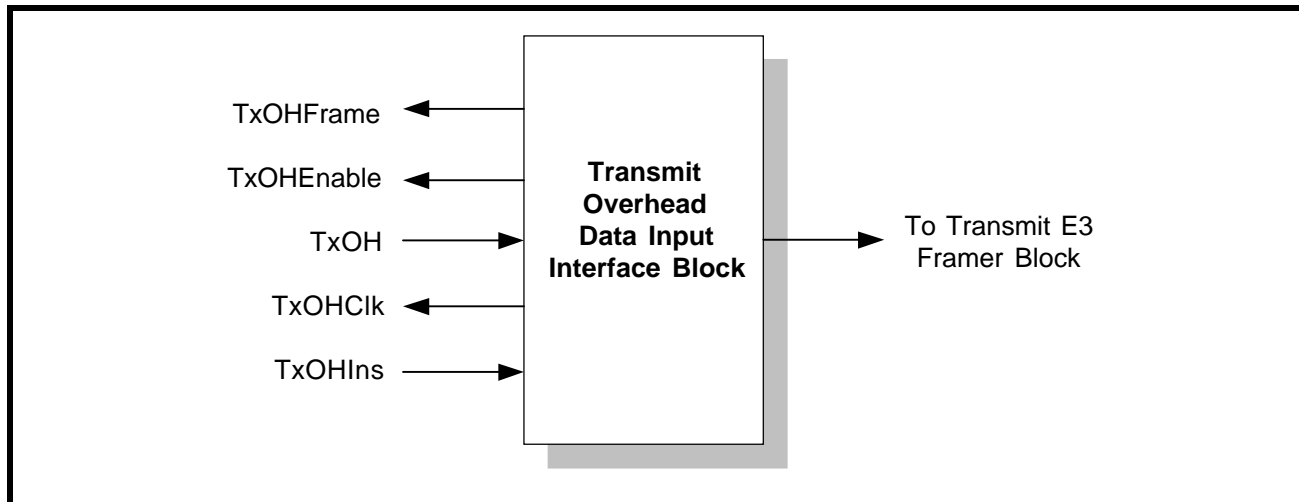 TxOHFrame
TxOHEnable
TxOH
TxOHClk
TxOHIns
Transmit
Overhead
Data Input
Interface Block
To Transmit E3
Framer Block